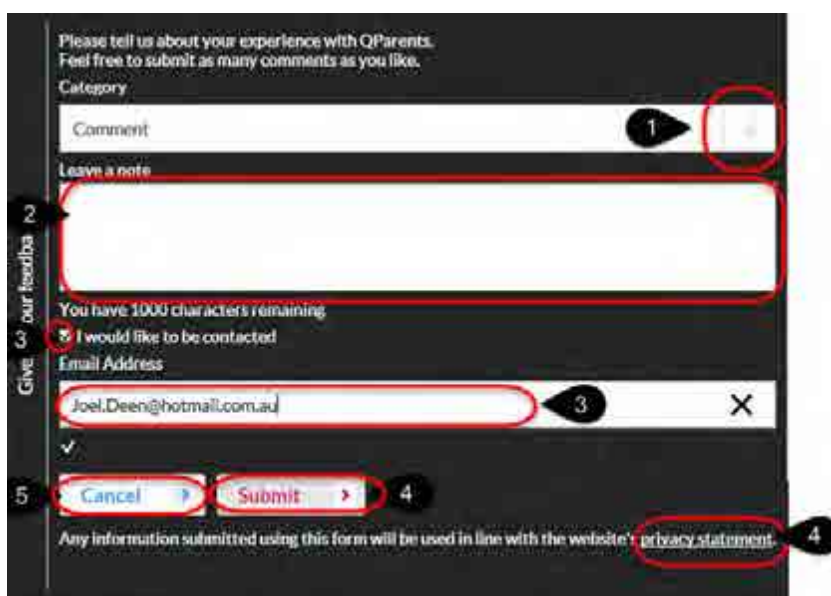 Please tell us about your experience with QParents.
Feel free to submit as many comments as you like.
Category
Comment
1
Leave a note
2
Give our feedba
You have 1000 characters remaining
3
I would like to be contacted
Email Address
Joel.Deen@hotmail.com.au
3
5
Cancel
Submit
4
Any information submitted using this form will be used in line with the website's privacy statement.
4